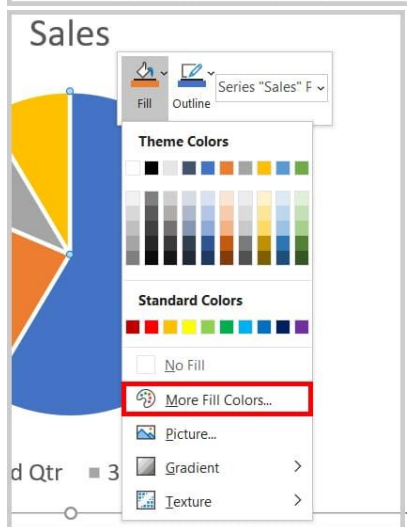 Sales
Fill
Outline
Series "Sales" F
Theme Colors
Standard Colors
No Fill
More Fill Colors...
Picture...
Gradient
Texture
d Qtr
3